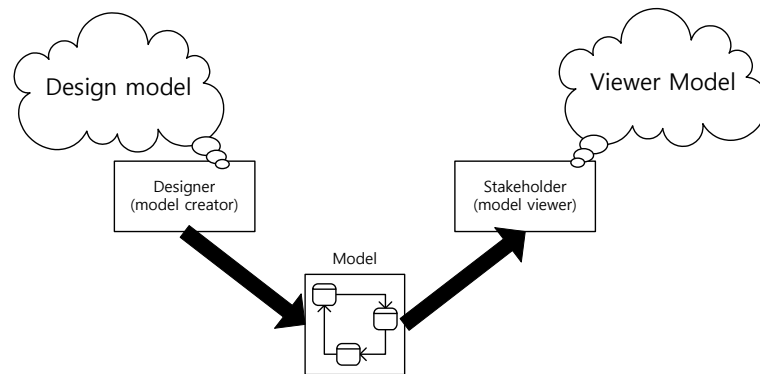 Design model
Viewer Model
Designer
(model creator)
Stakeholder
(model viewer)
Model